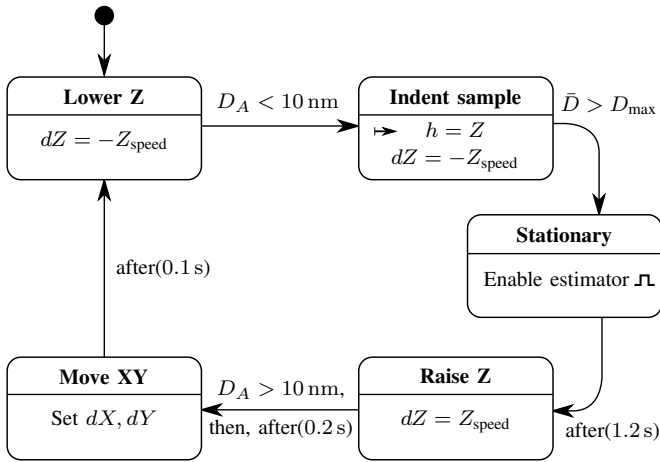 Lower Z
dZ = −Z_speed
D_A < 10 nm
Indent sample
h = Z
dZ = −Z_speed
D̄ > D_max
Stationary
Enable estimator
after(0.1 s)
Move XY
Set dX, dY
D_A > 10 nm,
then, after(0.2 s)
Raise Z
dZ = Z_speed
after(1.2 s)